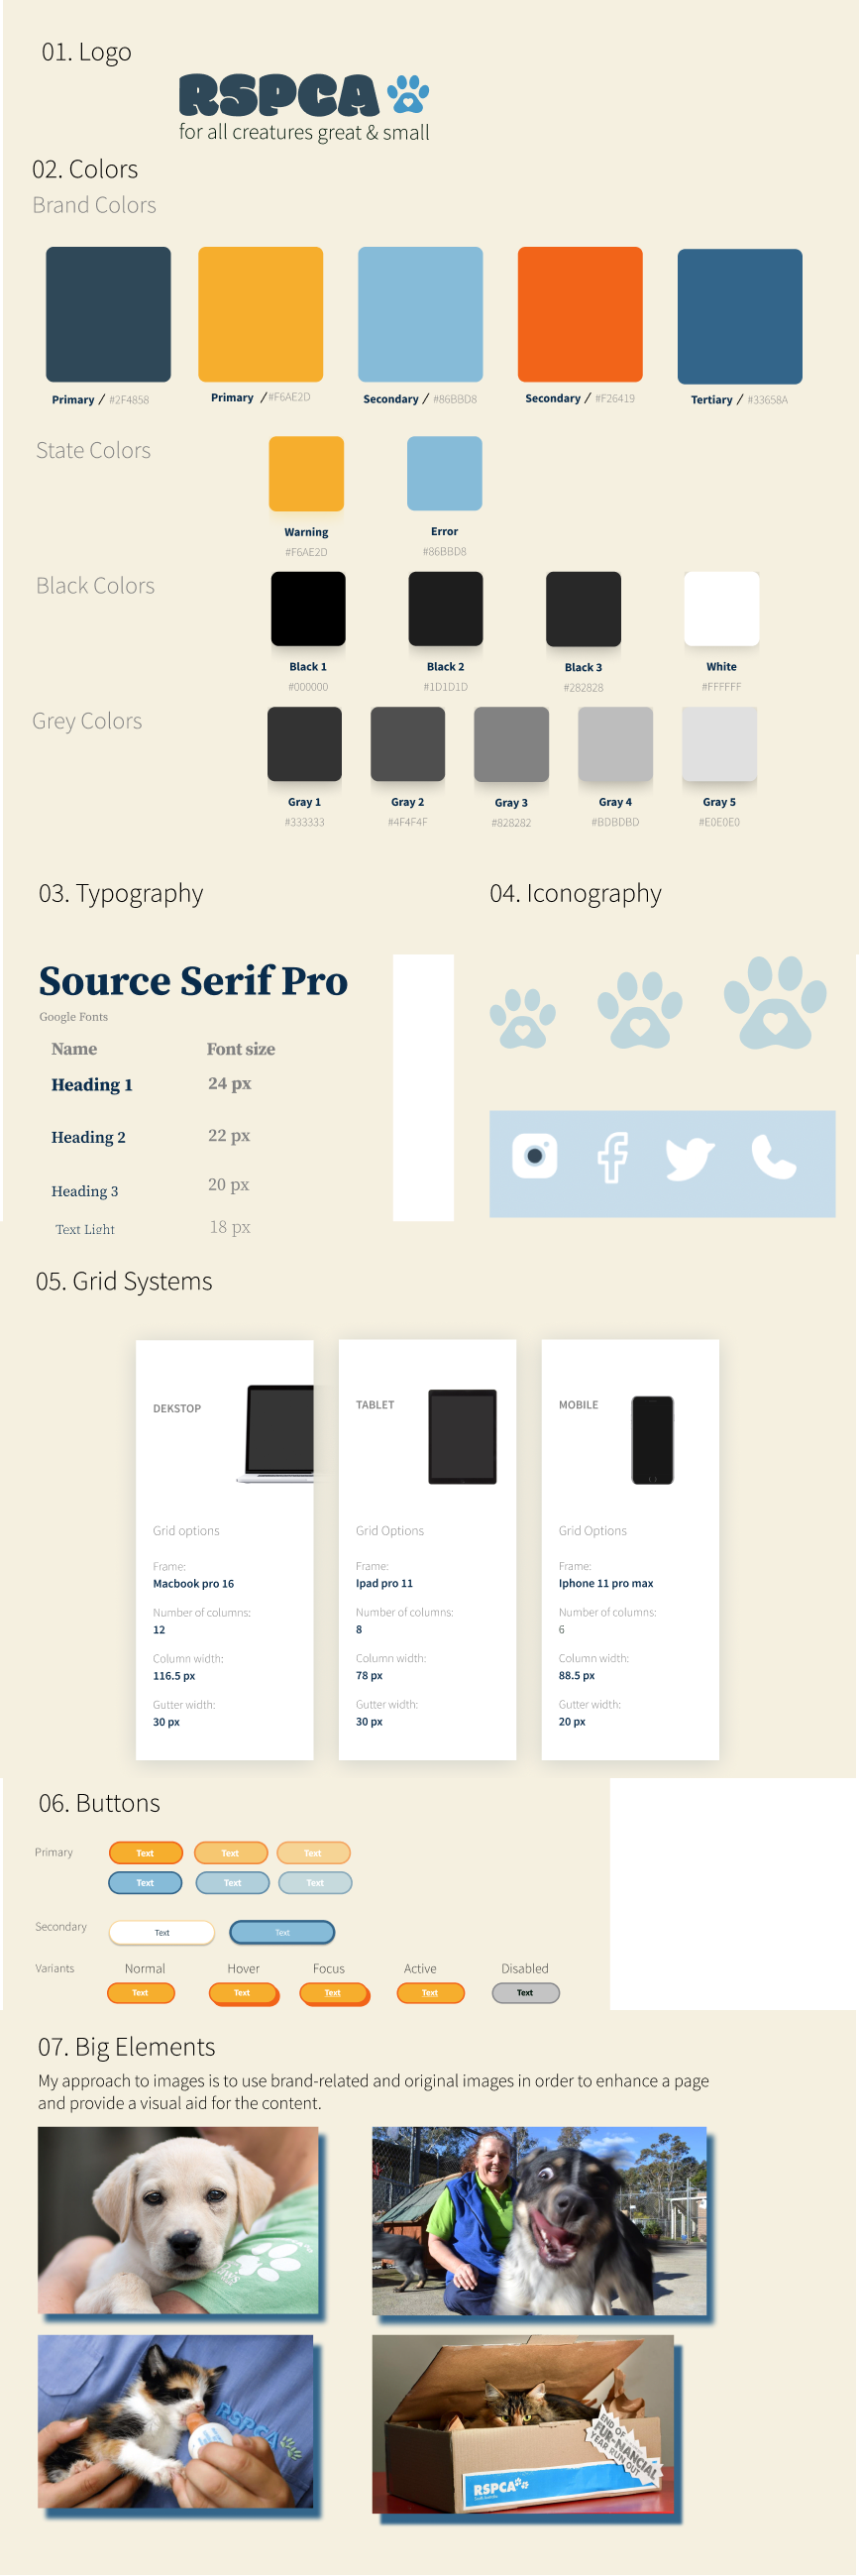 01. Logo
RSPCA
for all creatures great & small
02. Colors
Brand Colors
Primary / #2F4858
Primary /#F6AE2D
Secondary / #86BBD8
Secondary / #F26419
Tertiary / #33658A
State Colors
Warning
#F6AE2D
Error
#86BBD8
Black Colors
Black 1
#000000
Black 2
#1D1D1D
Black 3
#282828
White
#FFFFFF
Grey Colors
Gray 1
#333333
Gray 2
#4F4F4F
Gray 3
#828282
Gray 4
#BDBDBD
Gray 5
#E0E0E0
03. Typography
Source Serif Pro
Google Fonts
Name Font size
Heading 1 24 px
Heading 2 22 px
Heading 3 20 px
Text Light 18 px
04. Iconography
05. Grid Systems
DEKSTOP
Grid options
Frame:
Macbook pro 16
Number of columns:
12
Column width:
116.5 px
Gutter width:
30 px
TABLET
Grid Options
Frame:
Ipad pro 11
Number of columns:
8
Column width:
78 px
Gutter width:
30 px
MOBILE
Grid Options
Frame:
Iphone 11 pro max
Number of columns:
6
Column width:
88.5 px
Gutter width:
20 px
06. Buttons
Primary
Text Text Text
Text Text Text
Secondary
Text Text
Variants
Normal Hover Focus Active Disabled
Text Text Text Text Text
07. Big Elements
My approach to images is to use brand-related and original images in order to enhance a page
and provide a visual aid for the content.
Paws
RSPCA
RSPCA
END OF
FUR-NANCIAL
YEAR RUN OUT